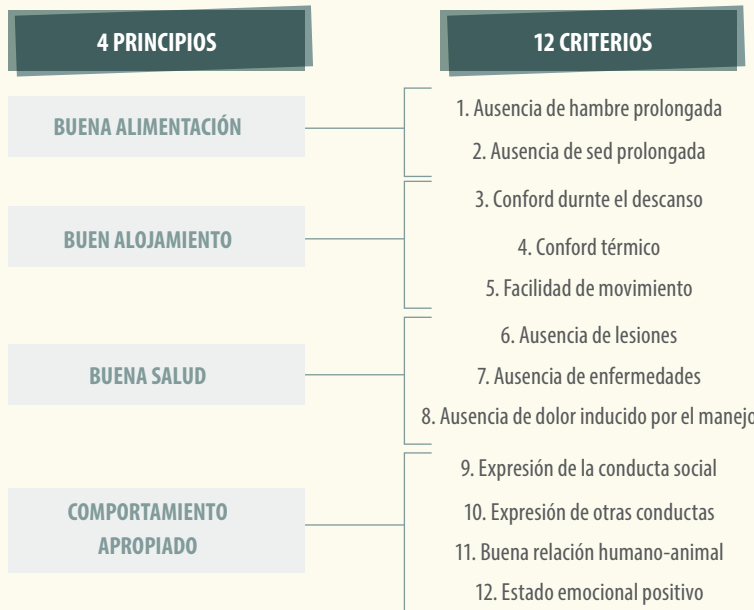 4 PRINCIPIOS
12 CRITERIOS
BUENA ALIMENTACIÓN
1. Ausencia de hambre prolongada
2. Ausencia de sed prolongada
BUEN ALOJAMIENTO
3. Conford durnte el descanso
4. Conford térmico
5. Facilidad de movimiento
BUENA SALUD
6. Ausencia de lesiones
7. Ausencia de enfermedades
8. Ausencia de dolor inducido por el manejo
COMPORTAMIENTO
APROPIADO
9. Expresión de la conducta social
10. Expresión de otras conductas
11. Buena relación humano-animal
12. Estado emocional positivo